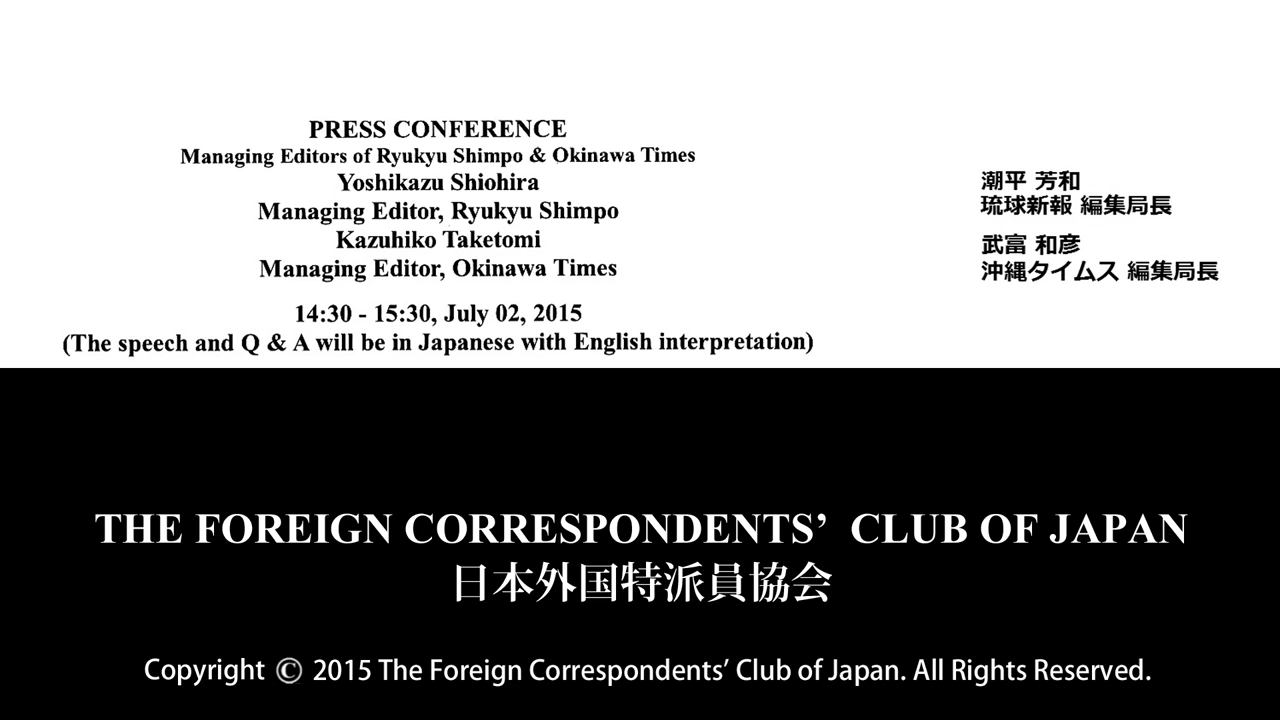 PRESS CONFERENCE
Managing Editors of Ryukyu Shimpo & Okinawa Times
Yoshikazu Shiohira
Managing Editor, Ryukyu Shimpo
Kazuhiko Taketomi
Managing Editor, Okinawa Times
14:30 - 15:30, July 02, 2015
(The speech and Q & A will be in Japanese with English interpretation)
潮平 芳和
琉球新報 編集局長
武富 和彦
沖縄タイムス 編集局長
THE FOREIGN CORRESPONDENTS’ CLUB OF JAPAN
日本外国特派員協会
Copyright © 2015 The Foreign Correspondents’ Club of Japan. All Rights Reserved.